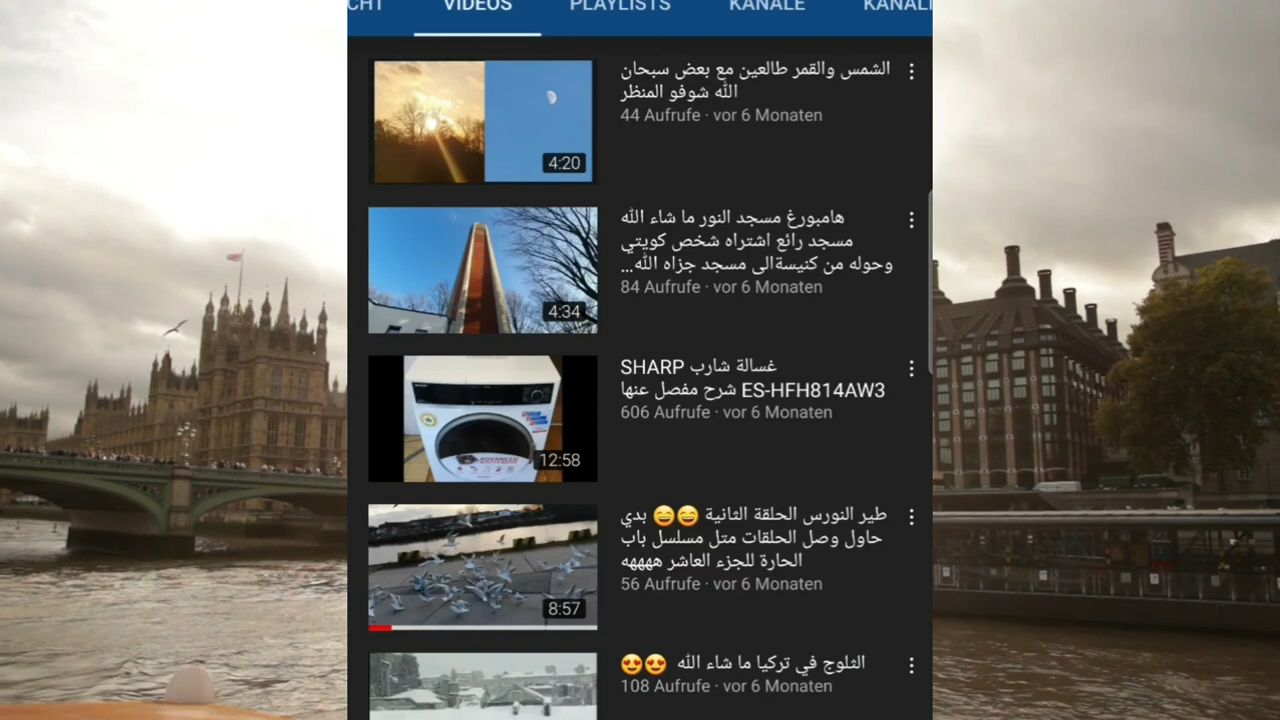 VIDEOS
PLAYLISTS
KANÄLE
الشمس والقمر طالعين مع بعض سبحان
الله شوفو المنظر
44 Aufrufe · vor 6 Monaten
4:20
هامبورغ مسجد النور ما شاء الله
مسجد رائع اشتراه شخص كويتي
وحوله من كنيسةالى مسجد جزاه الله...
84 Aufrufe · vor 6 Monaten
4:34
غسالة شارب SHARP
ES-HFH814AW3 شرح مفصل عنها
606 Aufrufe · vor 6 Monaten
ADVANCED
12:58
طير النورس الحلقة الثانية 😄😄 بدي
حاول وصل الحلقات متل مسلسل باب
الحارة للجزء العاشر ههههه
56 Aufrufe · vor 6 Monaten
8:57
الثلوج في تركيا ما شاء الله 😍😍
108 Aufrufe · vor 6 Monaten